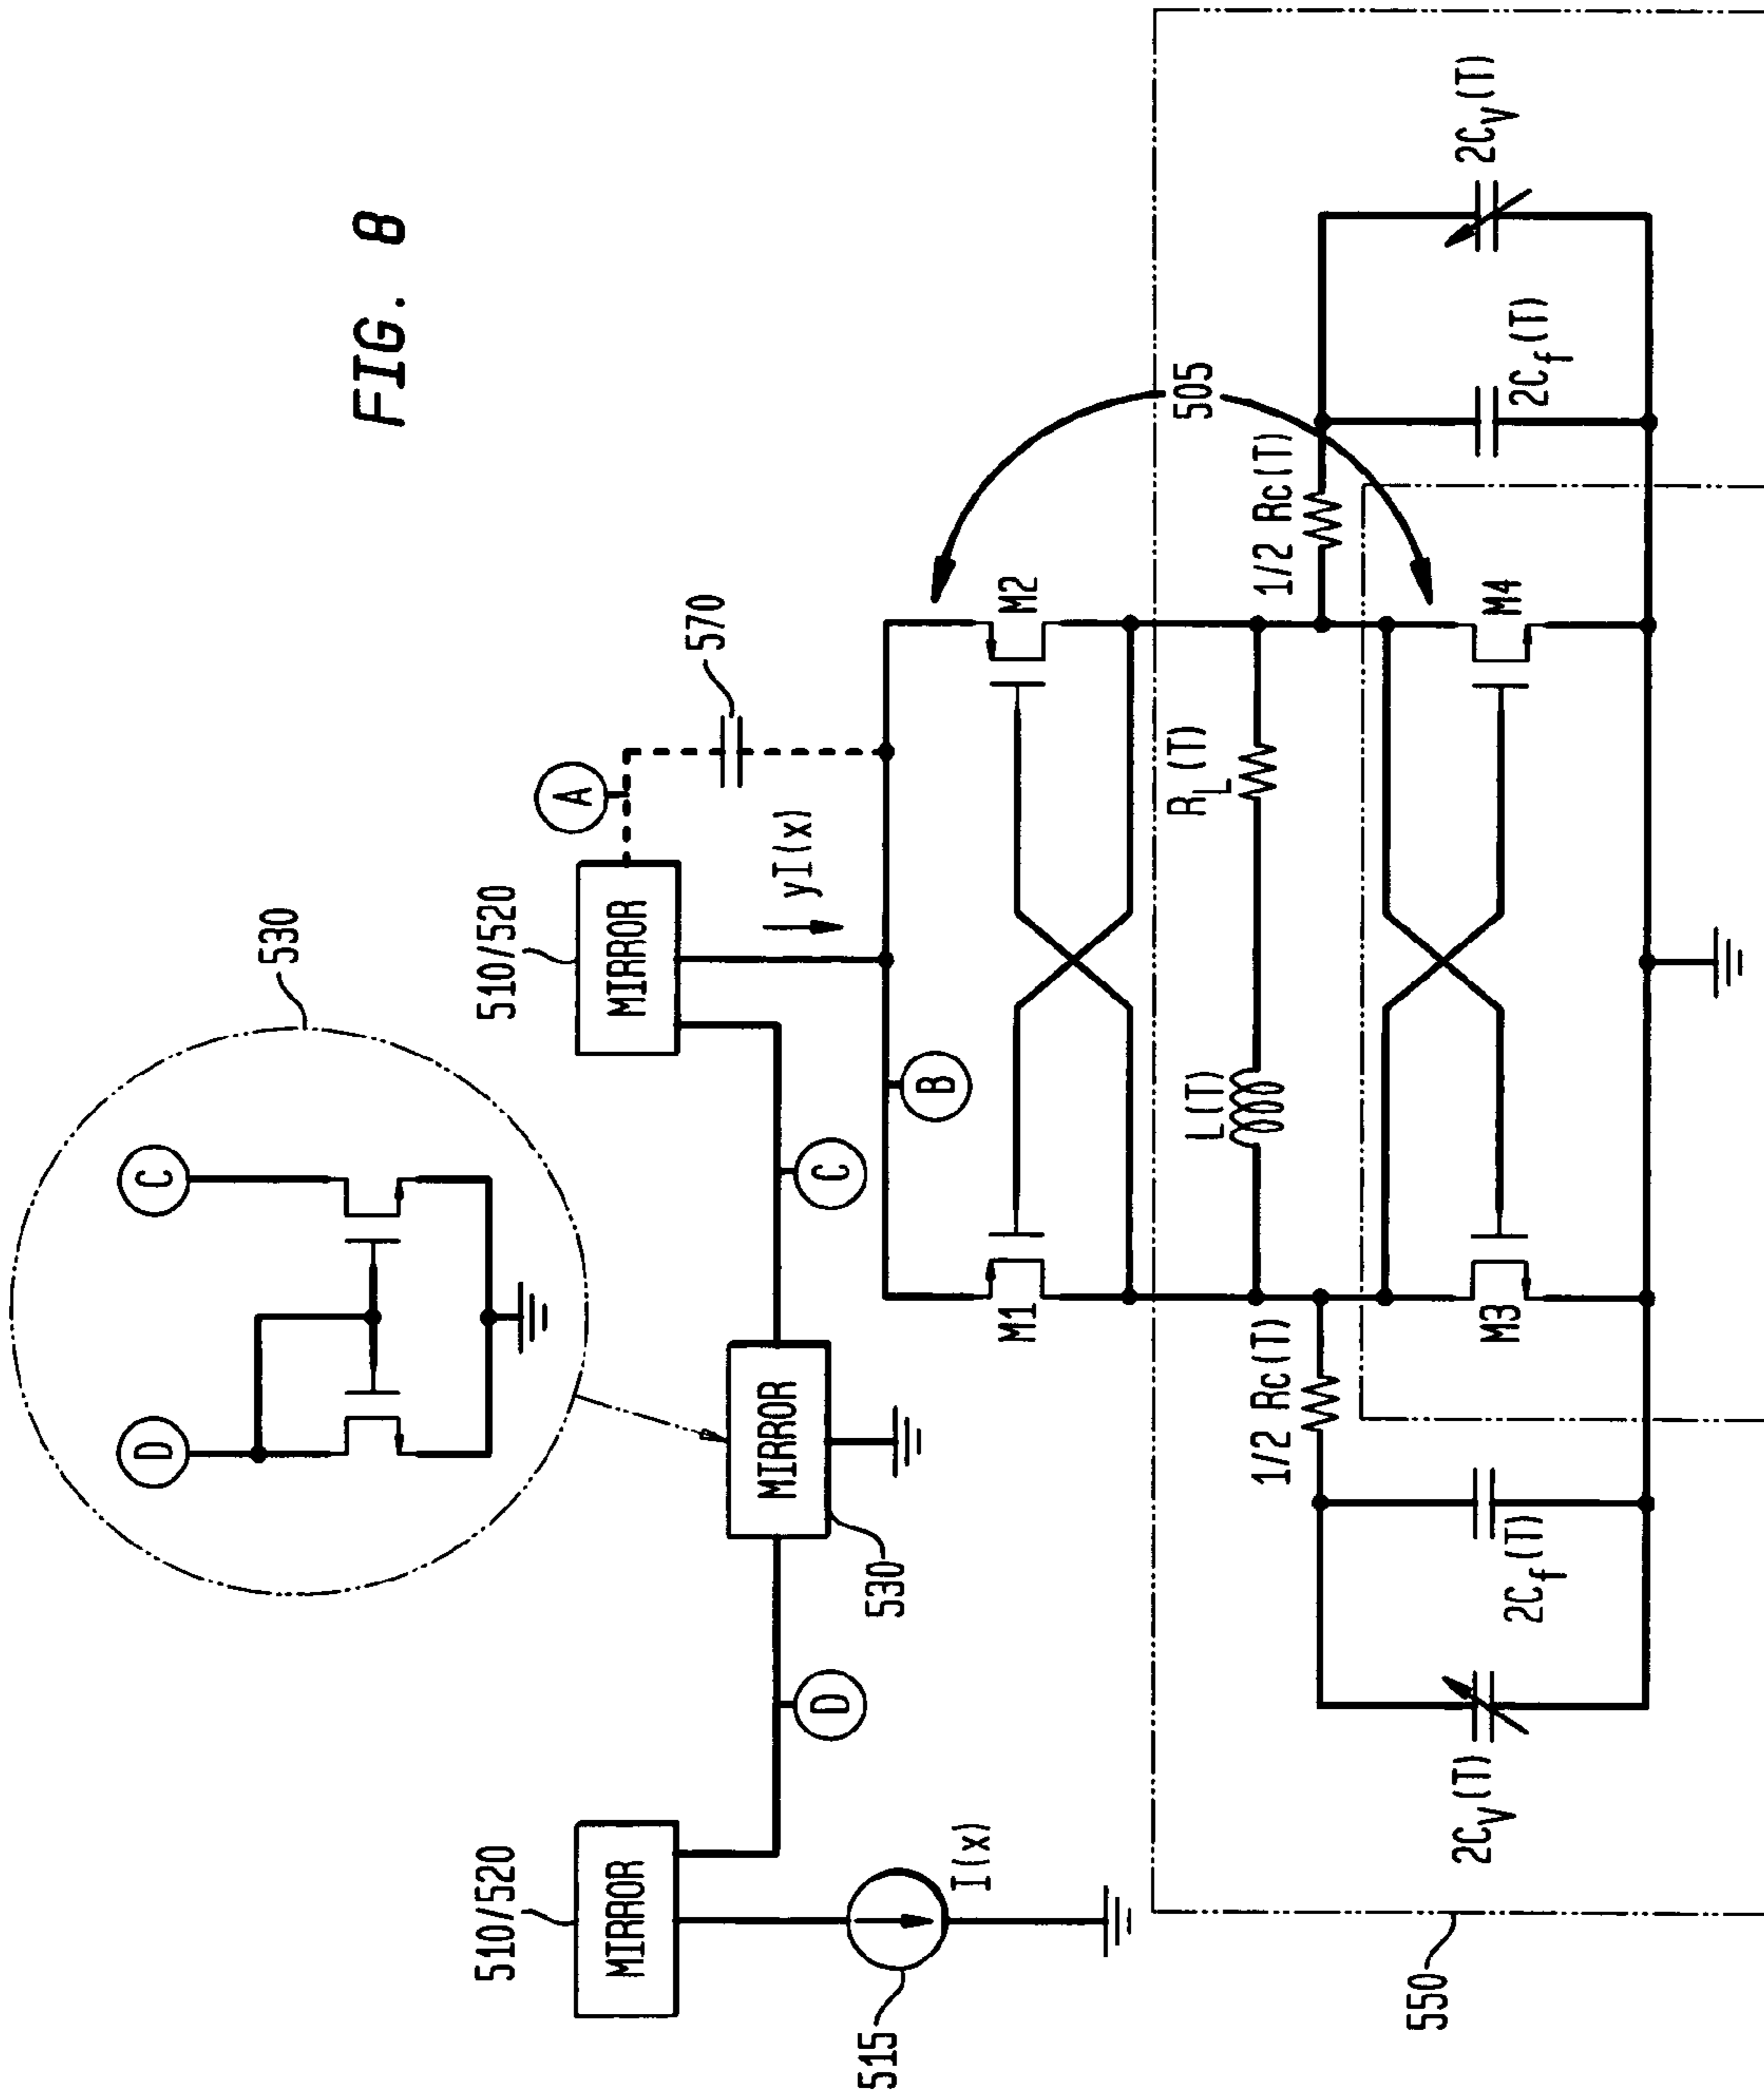 FIG. 8
530
D
C
510/520
MIRROR
510/520
MIRROR
A
570
yI(x)
D
MIRROR
530
C
B
515
I(x)
M1
M2
505
550
L(T)
R_L(T)
1/2 Rc(T)
1/2 Rc(T)
2C_V(T)
2C_f(T)
M3
M4
2C_f(T)
2C_V(T)